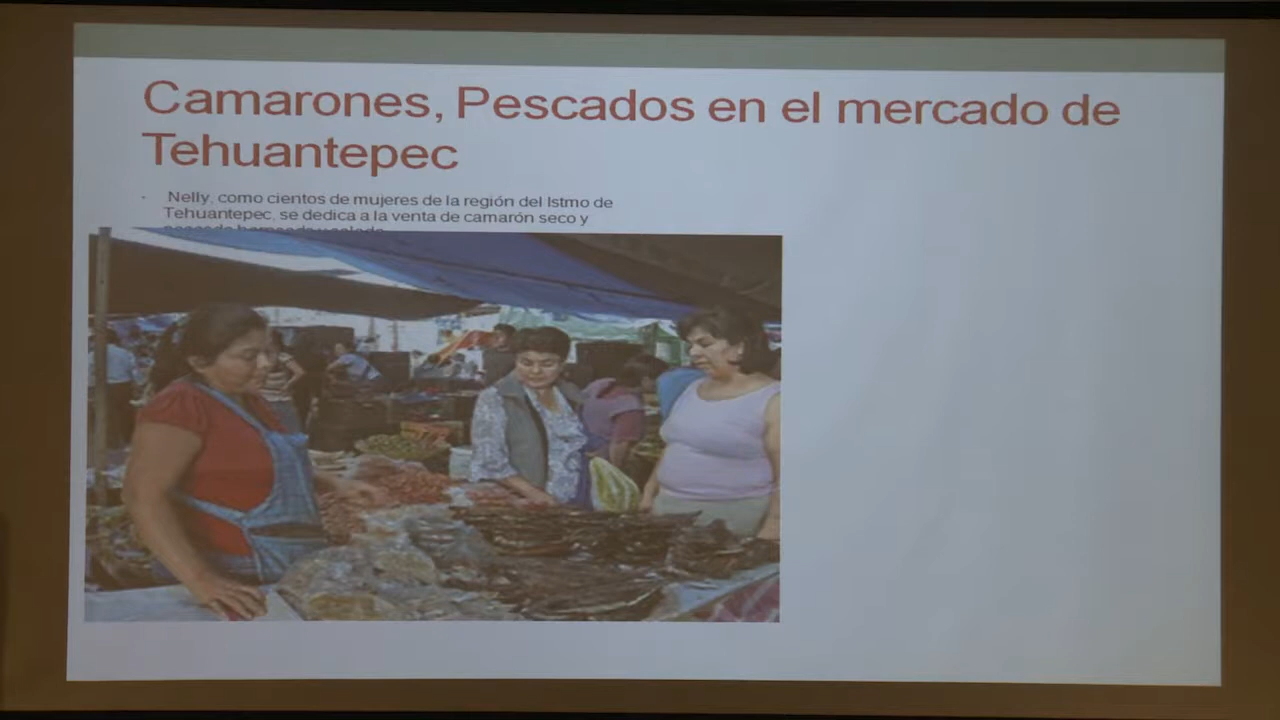 Camarones, Pescados en el mercado de
Tehuantepec
- Nelly, como cientos de mujeres de la región del Istmo de
Tehuantepec, se dedica a la venta de camarón seco y